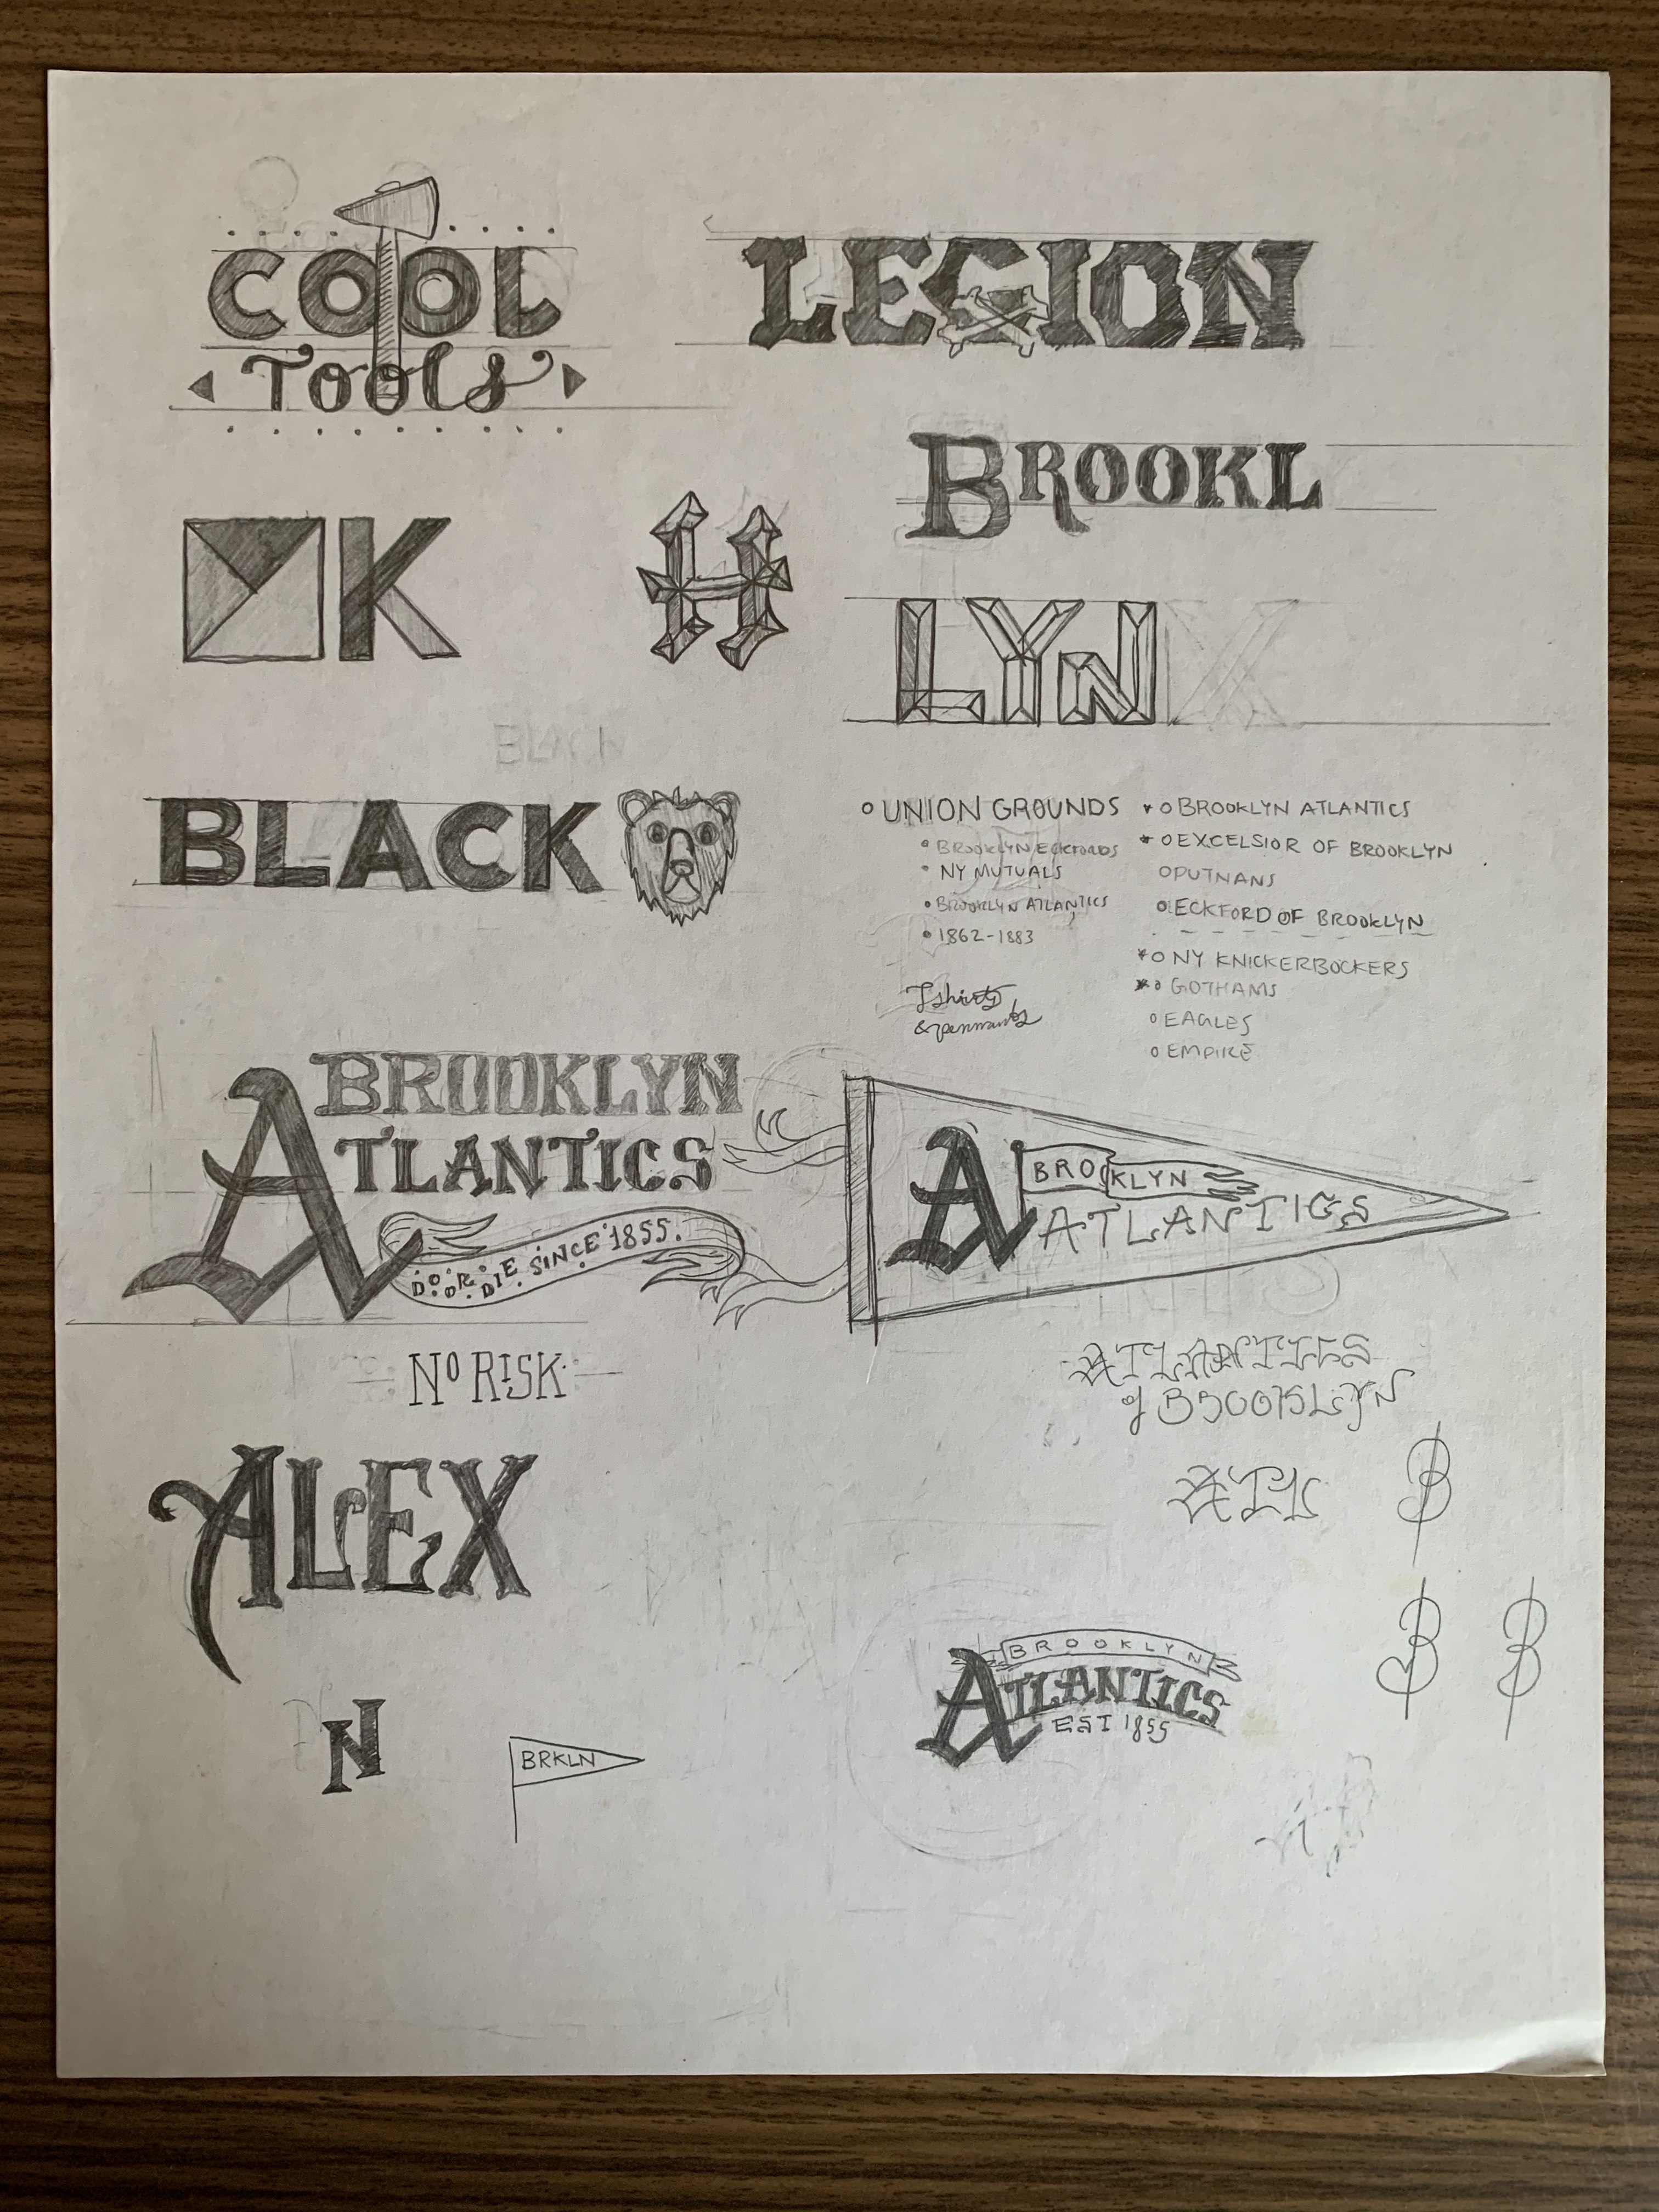 COOL
TOOLS
LEGION
BROOKL
K
H
LYN
BLACK
BLACK
○ UNION GROUNDS
• BROOKLYN ECKFORDS
• NY MUTUALS
• BROOKLYN ATLANTICS
• 1862-1883
Tshirts
& pennants
* ○ BROOKLYN ATLANTICS
* ○ EXCELSIOR OF BROOKLYN
○ PUTNANS
○ ECKFORD OF BROOKLYN
* ○ NY KNICKERBOCKERS
* ○ GOTHAMS
○ EAGLES
○ EMPIRE
BROOKLYN
ATLANTICS
DO OR DIE SINCE 1855.
A BROOKLYN
ATLANTICS
NO RISK
ATLANTICS
of BROOKLYN
ALEX
ATL
B
B B
N
BRKLN
BROOKLYN
ATLANTICS
EST 1855